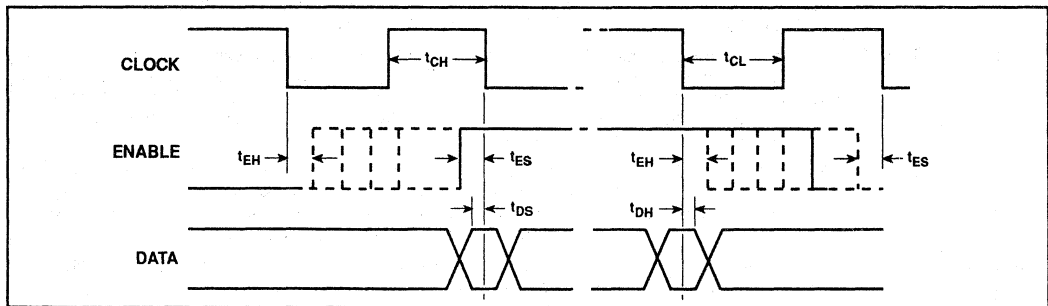 CLOCK
tCH
tCL
ENABLE
tEH
tES
tEH
tES
tDS
tDH
DATA